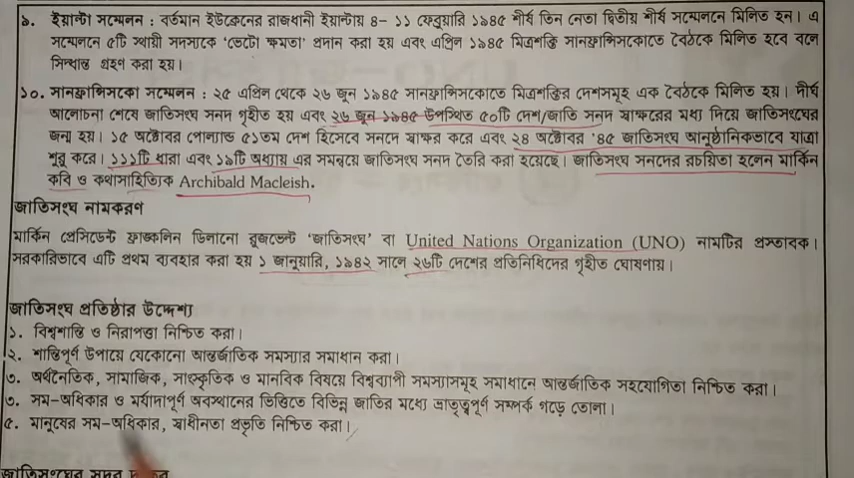 ৯. ইয়াল্টা সম্মেলন : বর্তমান ইউক্রেনের রাজধানী ইয়াল্টায় ৪- ১১ ফেব্রুয়ারি ১৯৪৫ শীর্ষ তিন নেতা দ্বিতীয় শীর্ষ সম্মেলনে মিলিত হন। এ
সম্মেলনে ৫টি স্থায়ী সদস্যকে ‘ভেটো ক্ষমতা’ প্রদান করা হয় এবং এপ্রিল ১৯৪৫ মিত্রশক্তি সানফ্রান্সিসকোতে বৈঠকে মিলিত হবে বলে
সিদ্ধান্ত গ্রহণ করা হয়।
১০. সানফ্রান্সিসকো সম্মেলন : ২৫ এপ্রিল থেকে ২৬ জুন ১৯৪৫ সানফ্রান্সিসকোতে মিত্রশক্তির দেশসমূহ এক বৈঠকে মিলিত হয়। দীর্ঘ
আলোচনা শেষে জাতিসংঘ সনদ গৃহীত হয় এবং ২৬ জুন ১৯৪৫ উপস্থিত ৫০টি দেশ/জাতি সনদ স্বাক্ষরের মধ্য দিয়ে জাতিসংঘের
জন্ম হয়। ১৫ অক্টোবর পোল্যান্ড ৫১তম দেশ হিসেবে সনদে স্বাক্ষর করে এবং ২৪ অক্টোবর '৪৫ জাতিসংঘ আনুষ্ঠানিকভাবে যাত্রা
শুরু করে। ১১১টি ধারা এবং ১৯টি অধ্যায় এর সমন্বয়ে জাতিসংঘ সনদ তৈরি করা হয়েছে। জাতিসংঘ সনদের রচয়িতা হলেন মার্কিন
কবি ও কথাসাহিত্যিক Archibald Macleish.
জাতিসংঘ নামকরণ
মার্কিন প্রেসিডেন্ট ফ্রাঙ্কলিন ডিলানো রুজভেল্ট ‘জাতিসংঘ’ বা United Nations Organization (UNO) নামটির প্রস্তাবক।
সরকারিভাবে এটি প্রথম ব্যবহার করা হয় ১ জানুয়ারি, ১৯৪২ সালে ২৬টি দেশের প্রতিনিধিদের গৃহীত ঘোষণায়।
জাতিসংঘ প্রতিষ্ঠার উদ্দেশ্য
১. বিশ্বশান্তি ও নিরাপত্তা নিশ্চিত করা।
২. শান্তিপূর্ণ উপায়ে যেকোনো আন্তর্জাতিক সমস্যার সমাধান করা।
৩. অর্থনৈতিক, সামাজিক, সাংস্কৃতিক ও মানবিক বিষয়ে বিশ্বব্যাপী সমস্যাসমূহ সমাধানে আন্তর্জাতিক সহযোগিতা নিশ্চিত করা।
৩. সম-অধিকার ও মর্যাদাপূর্ণ অবস্থানের ভিত্তিতে বিভিন্ন জাতির মধ্যে ভ্রাতৃত্বপূর্ণ সম্পর্ক গড়ে তোলা।
৫. মানুষের সম-অধিকার, স্বাধীনতা প্রভৃতি নিশ্চিত করা।
জাতিসংঘের